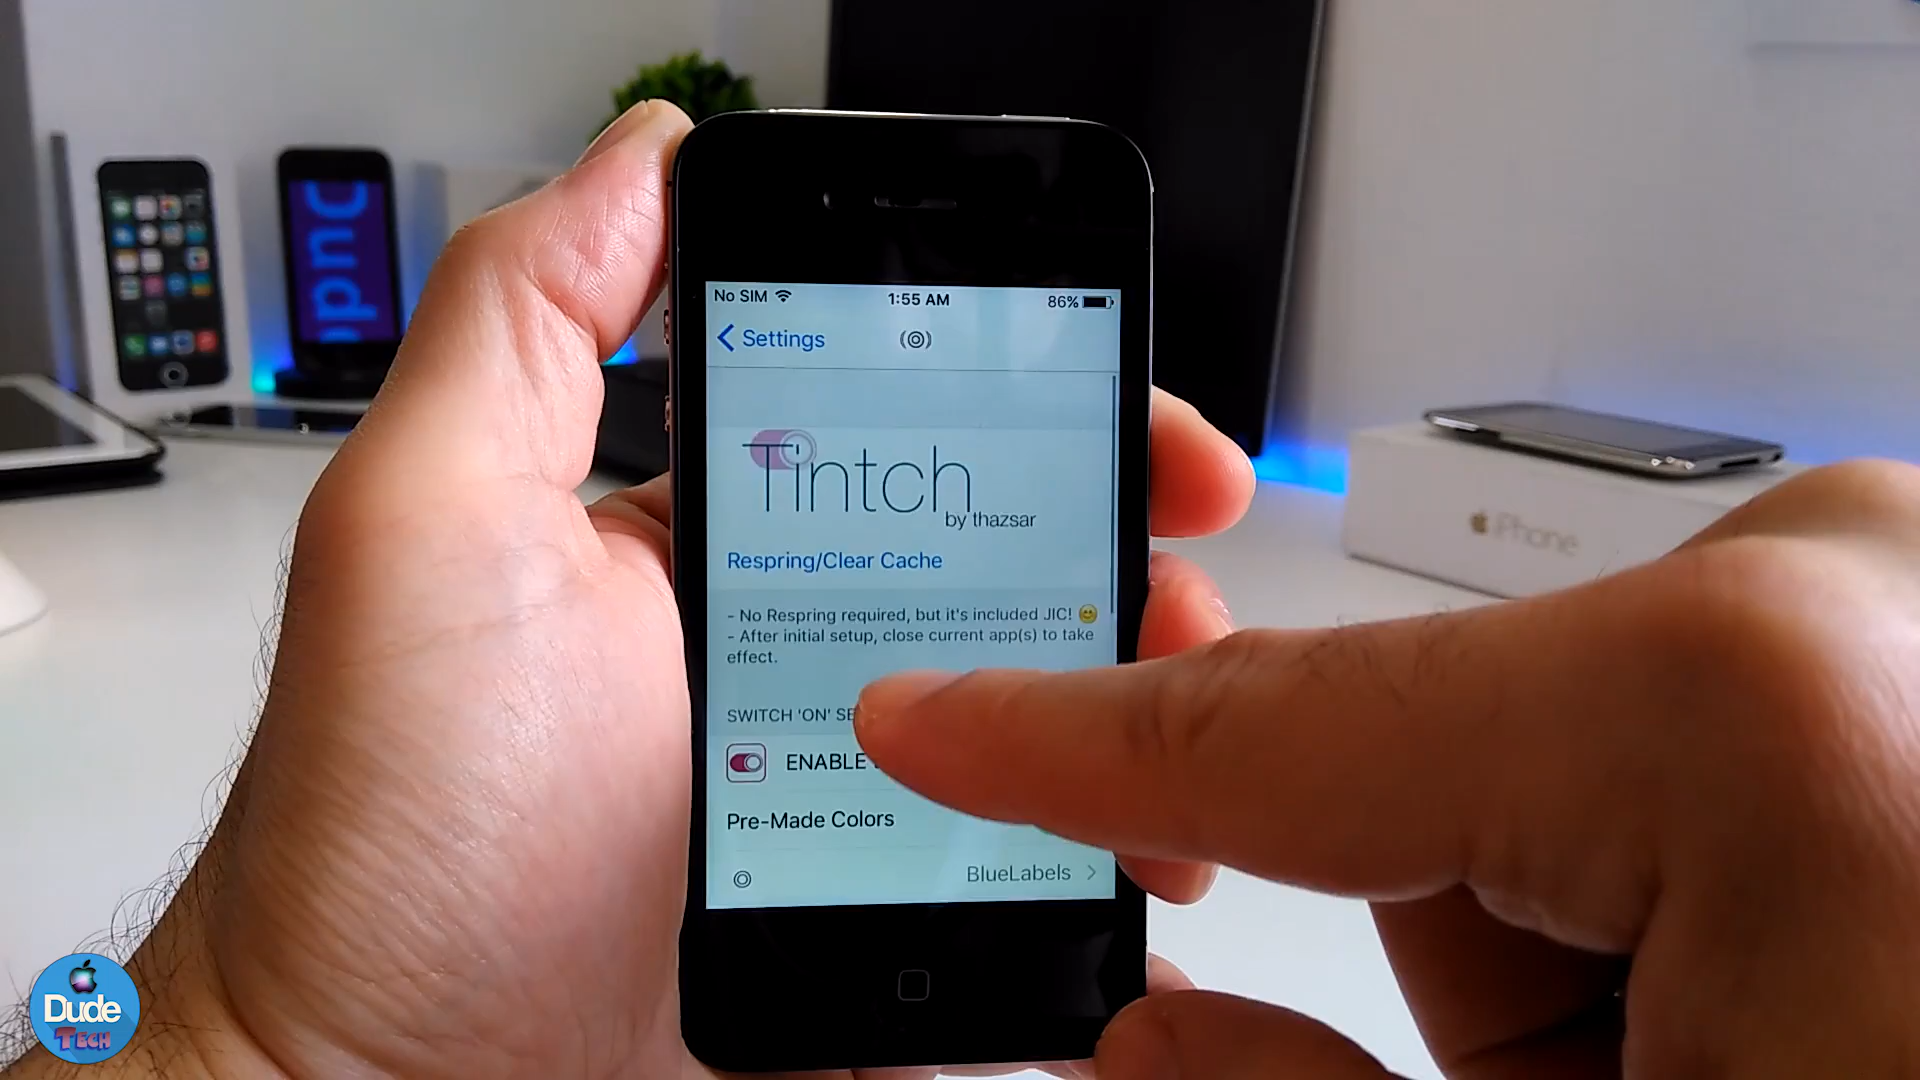 No SIM 1:55 AM 86%
Settings
Tintch
by thazsar
Respring/Clear Cache
- No Respring required, but it's included JIC! 😊
- After initial setup, close current app(s) to take
effect.
SWITCH 'ON' SE
ENABLE
Pre-Made Colors
BlueLabels
iPhone
Dude
TECH